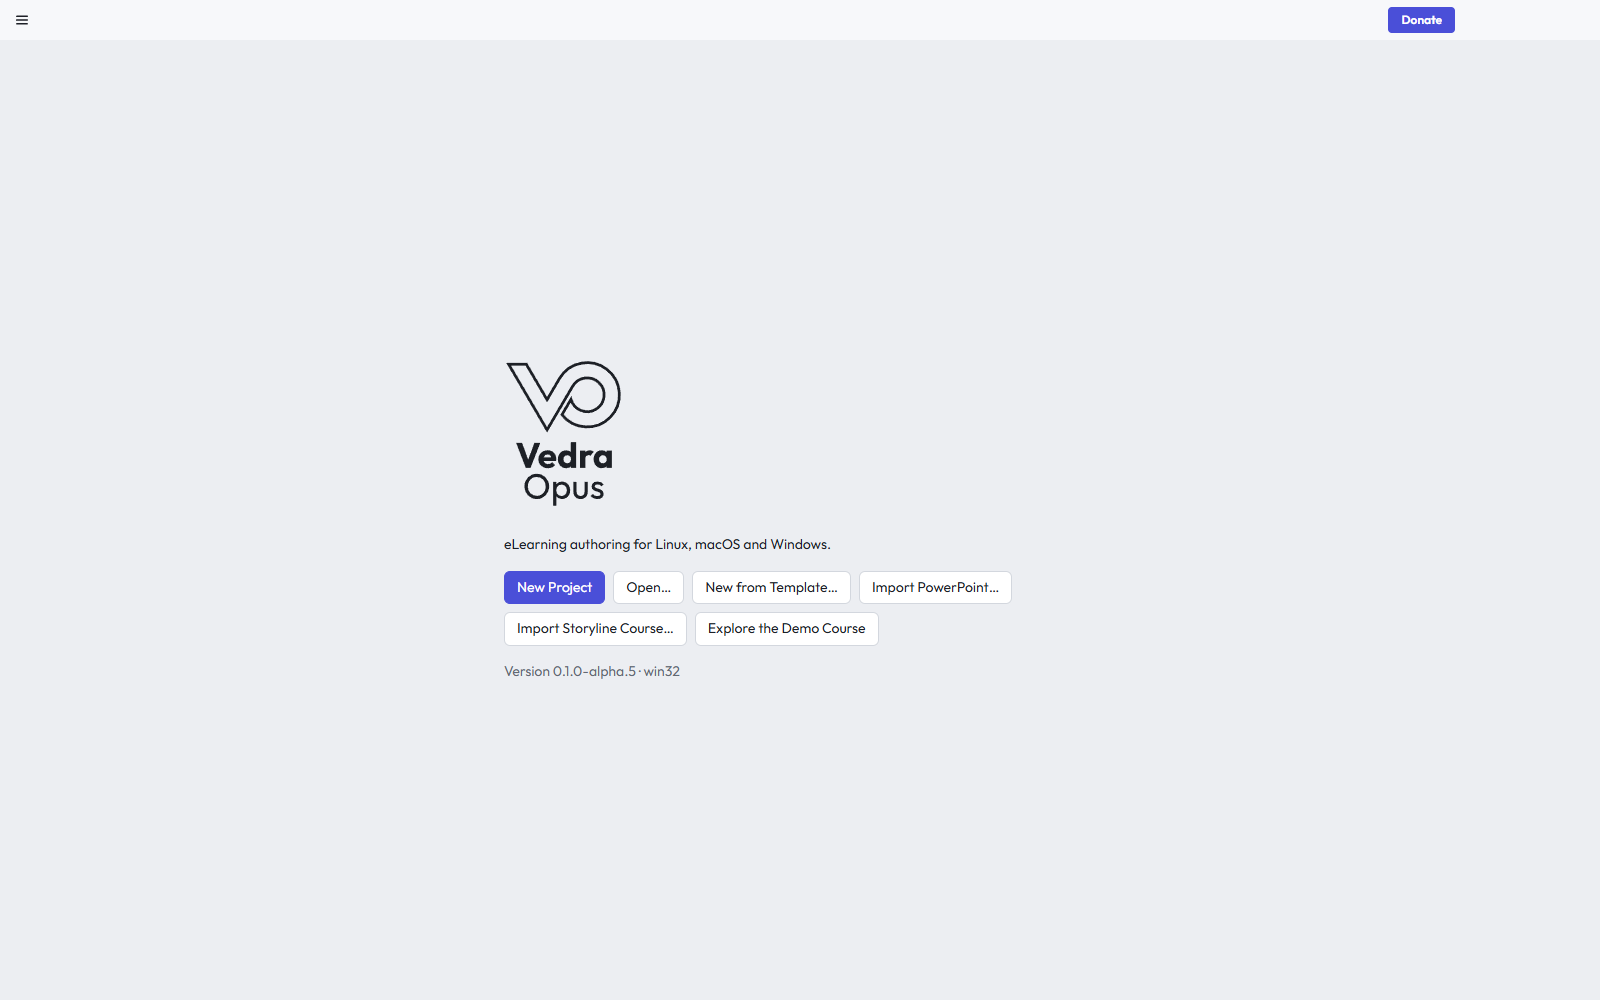 Donate
VO
Vedra
Opus
eLearning authoring for Linux, macOS and Windows.
New Project Open... New from Template... Import PowerPoint...
Import Storyline Course... Explore the Demo Course
Version 0.1.0-alpha.5 · win32